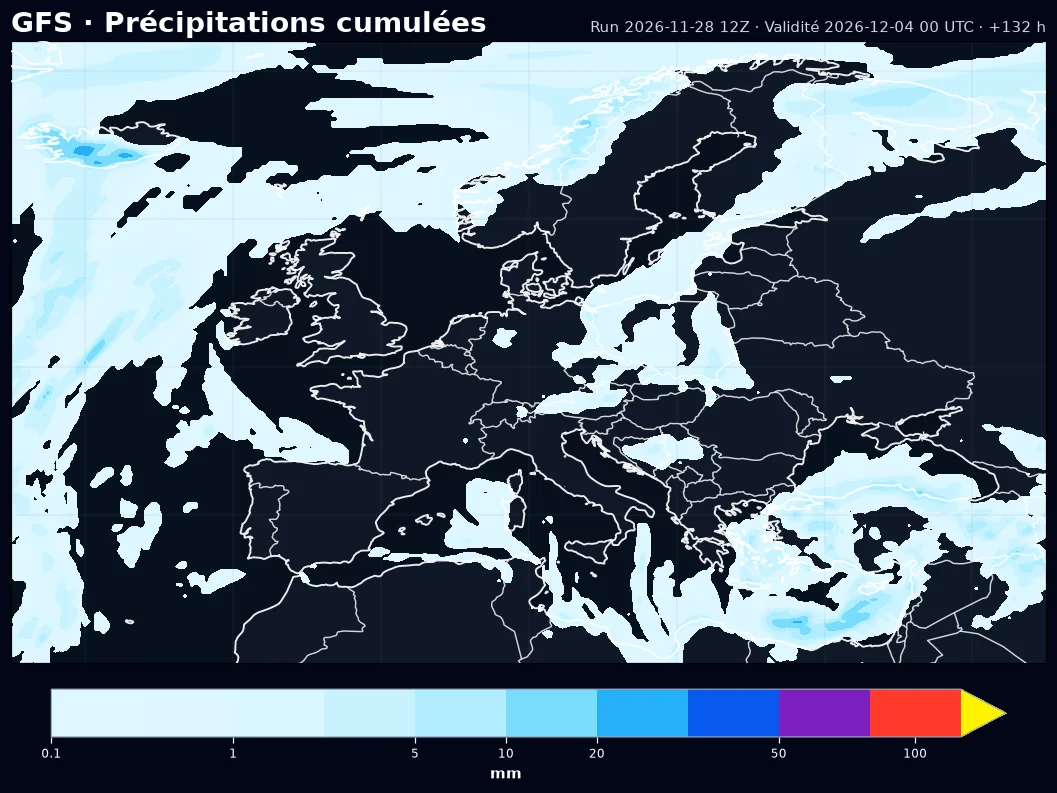 GFS · Précipitations cumulées
Run 2026-11-28 12Z · Validité 2026-12-04 00 UTC · +132 h
0.1 1 5 10 20 50 100
mm